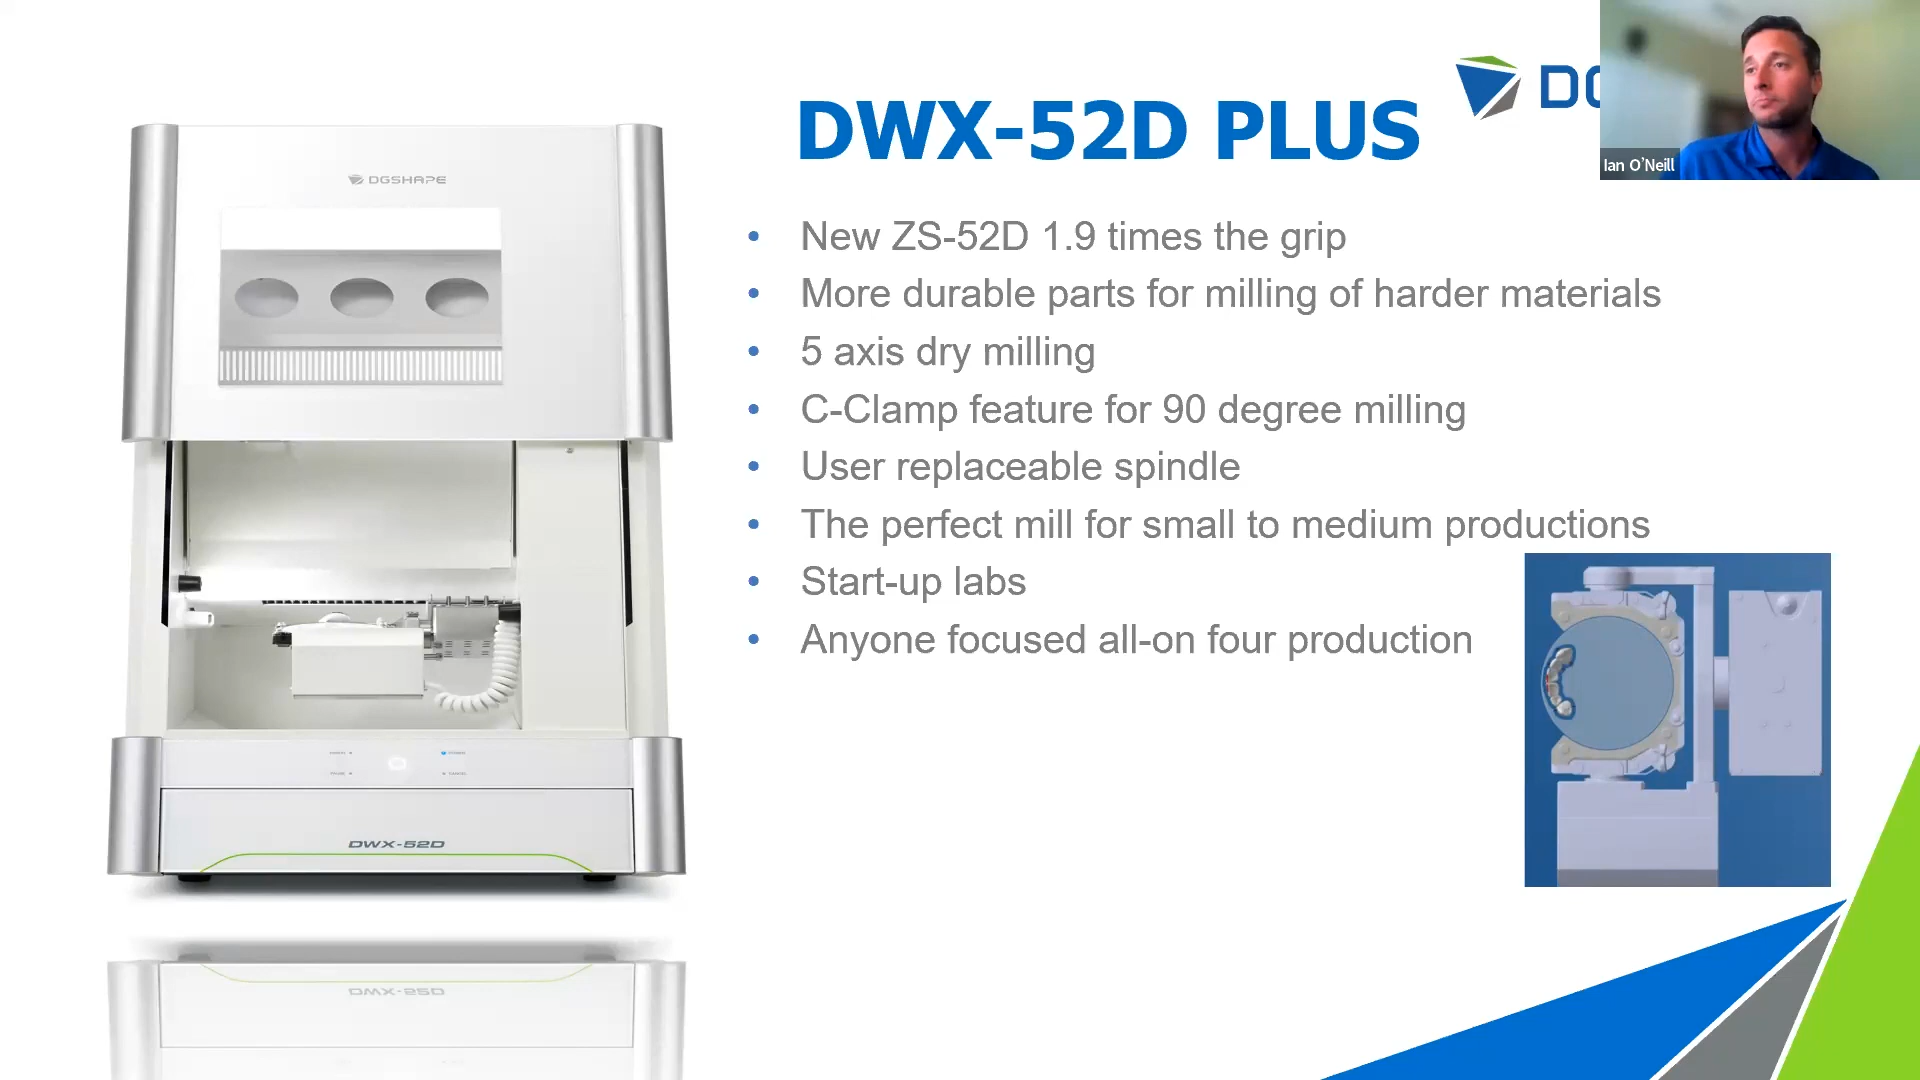 DWX-52D PLUS
DG
Ian O'Neill
DGSHAPE
• New ZS-52D 1.9 times the grip
• More durable parts for milling of harder materials
• 5 axis dry milling
• C-Clamp feature for 90 degree milling
• User replaceable spindle
• The perfect mill for small to medium productions
• Start-up labs
• Anyone focused all-on four production
DWX-52D